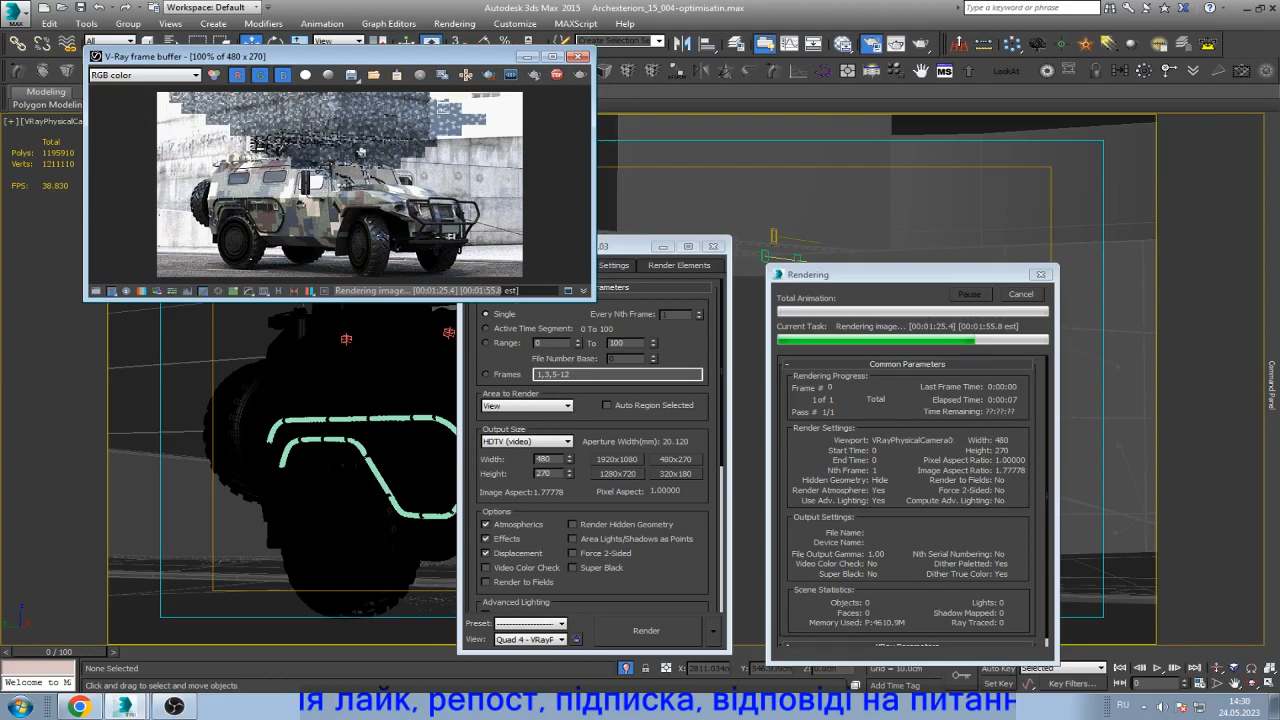 Workspace: Default
Autodesk 3ds Max 2015
Archexteriors_15_004-optimisatin.max
Type a keyword or phrase
Edit Tools Group Views Create Modifiers Animation Graph Editors Rendering Customize MAXScript Help
All
View
Create Selection Se
LookAt
MS
Modeling
Polygon Modelin
[+][VRayPhysicalCa
Total
Polys: 1195910
Verts: 1211110
FPS: 38.830
V-Ray frame buffer - [100% of 480 x 270]
RGB color
R G B
Rendering image... [00:01:25.4] [00:01:55.8 est]
Settings
Render Elements
Single
Every Nth Frame: 1
Active Time Segment: 0 To 100
Range: 0 To 100
File Number Base: 0
Frames 1,3,5-12
Area to Render
View
Auto Region Selected
Output Size
HDTV (video)
Aperture Width(mm): 20.120
Width: 480
1920x1080
480x270
Height: 270
1280x720
320x180
Image Aspect: 1.77778
Pixel Aspect: 1.00000
Options
Atmospherics
Render Hidden Geometry
Effects
Area Lights/Shadows as Points
Displacement
Force 2-Sided
Video Color Check
Super Black
Render to Fields
Advanced Lighting
Preset:
View: Quad 4 - VRayF
Render
Rendering
Total Animation:
Pause
Cancel
Current Task: Rendering image... [00:01:25.4] [00:01:55.8 est]
Common Parameters
Rendering Progress:
Frame # 0
Last Frame Time: 0:00:00
1 of 1 Total
Elapsed Time: 0:00:07
Pass # 1/1
Time Remaining: ??:??:??
Render Settings:
Viewport: VRayPhysicalCamera0
Width: 480
Start Time: 0
Height: 270
End Time: 0
Pixel Aspect Ratio: 1.00000
Nth Frame: 1
Image Aspect Ratio: 1.77778
Hidden Geometry: Hide
Render to Fields: No
Render Atmosphere: Yes
Force 2-Sided: No
Use Adv. Lighting: Yes
Compute Adv. Lighting: No
Output Settings:
File Name:
Device Name:
File Output Gamma: 1.00
Nth Serial Numbering: No
Video Color Check: No
Dither Paletted: Yes
Super Black: No
Dither True Color: Yes
Scene Statistics:
Objects: 0
Lights: 0
Faces: 0
Shadow Mapped: 0
Memory Used: P:4610.9M
Ray Traced: 0
Command Panel
0 / 100
None Selected
Welcome to M
Click and drag to select and move objects
X: 2811.034c
Grid = 10.0cm
Auto Key
Selected
Add Time Tag
Set Key
Key Filters...
0
ія лайк, репост, підписка, відповіді на питанн
RU
14:30
24.05.2023